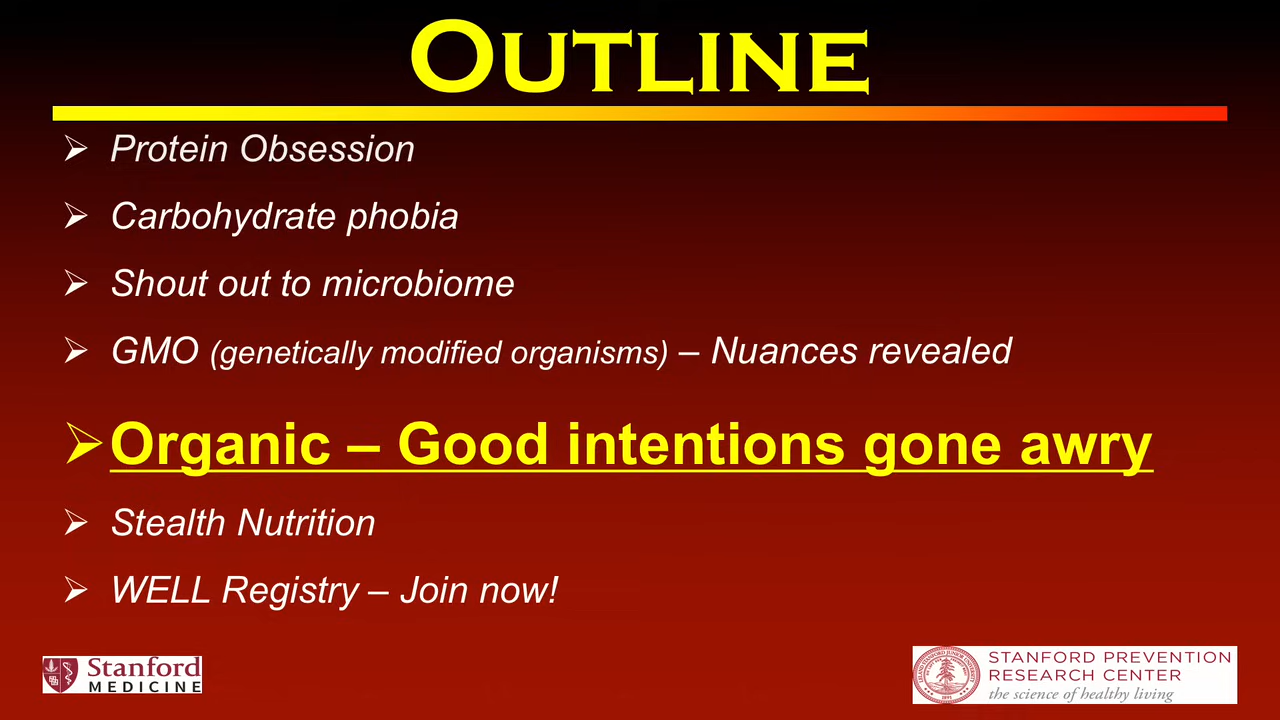 OUTLINE
➢ Protein Obsession
➢ Carbohydrate phobia
➢ Shout out to microbiome
➢ GMO (genetically modified organisms) – Nuances revealed
➢ Organic – Good intentions gone awry
➢ Stealth Nutrition
➢ WELL Registry – Join now!
Stanford
MEDICINE
STANFORD PREVENTION
RESEARCH CENTER
the science of healthy living